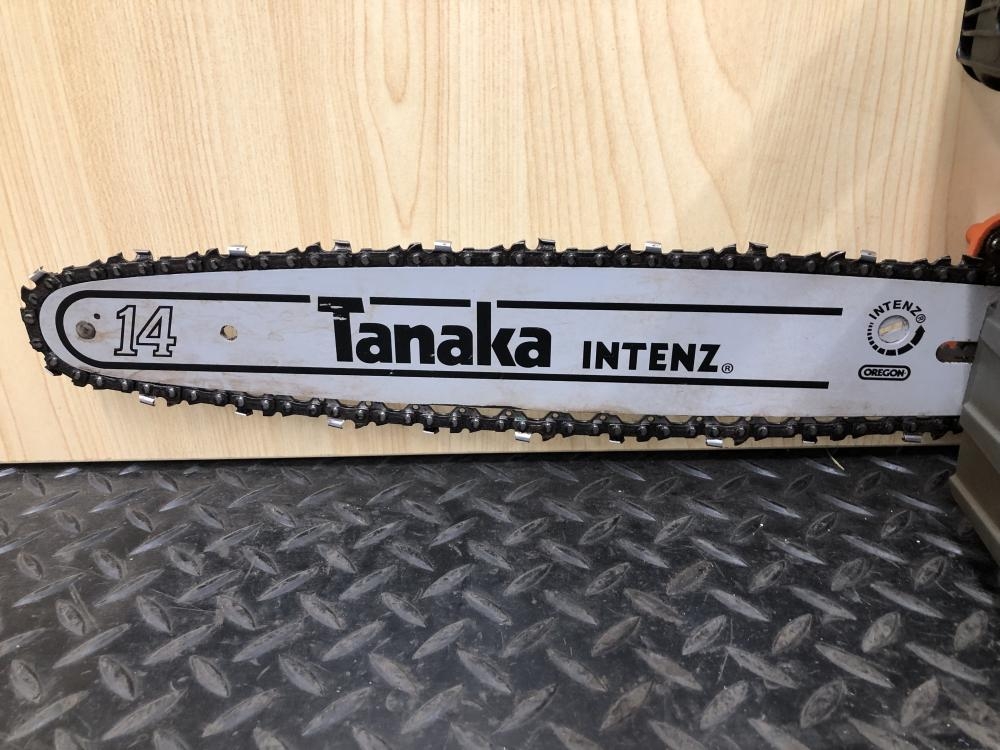 14
Tanaka INTENZ®
INTENZ®
OREGON